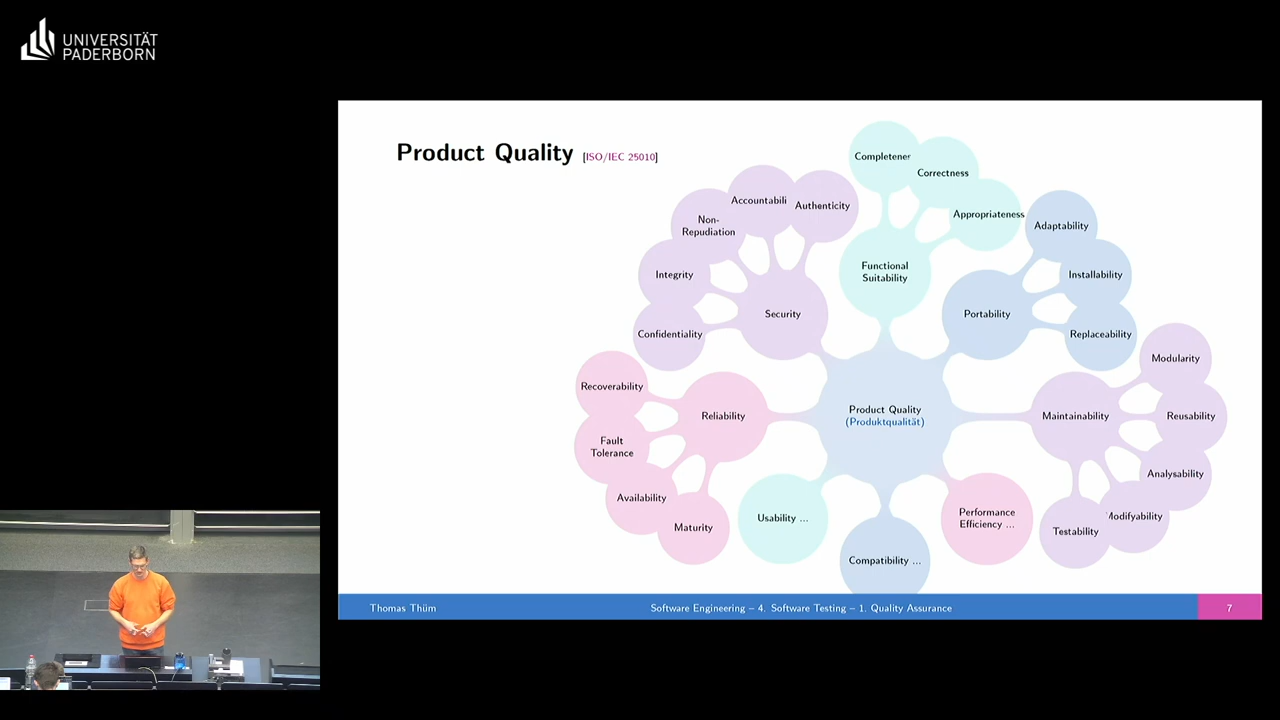 UNIVERSITÄT
PADERBORN
Product Quality [ISO/IEC 25010]
Completenes
Correctness
Appropriateness
Functional
Suitability
Accountabili
Authenticity
Non-
Repudiation
Integrity
Confidentiality
Security
Adaptability
Installability
Replaceability
Portability
Recoverability
Fault
Tolerance
Availability
Maturity
Reliability
Product Quality
(Produktqualität)
Modularity
Reusability
Analysability
Modifyability
Testability
Maintainability
Usability ...
Compatibility ...
Performance
Efficiency ...
Thomas Thüm
Software Engineering – 4. Software Testing – 1. Quality Assurance
7